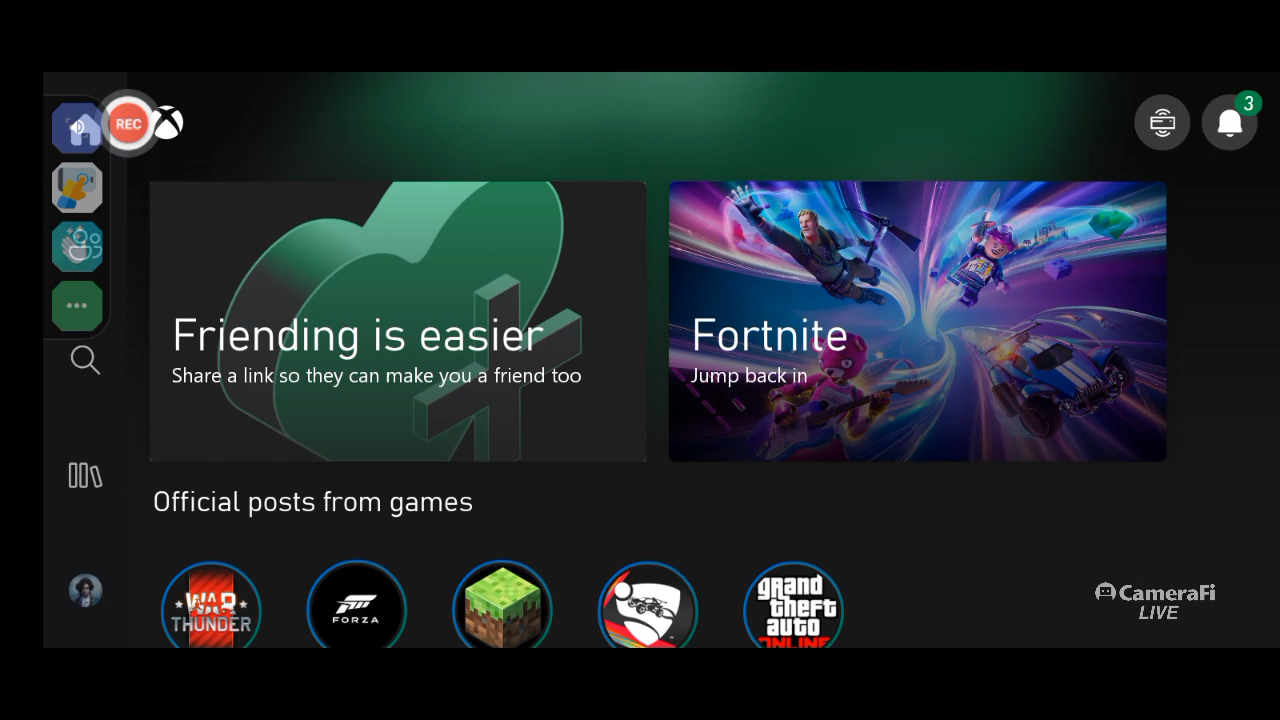 REC
3
Friending is easier
Share a link so they can make you a friend too
Fortnite
Jump back in
Official posts from games
WAR
THUNDER
FORZA
grand
theft
auto
ONLINE
CameraFi
LIVE